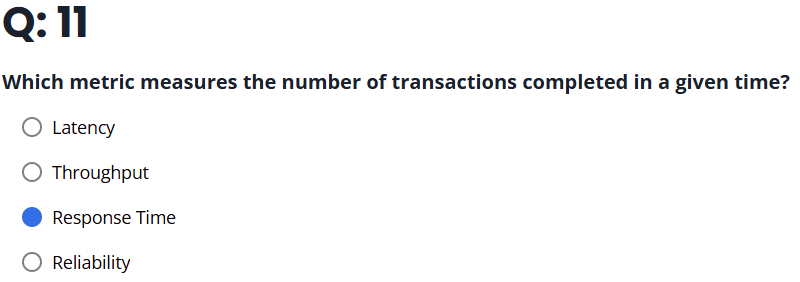 Q: 11
Which metric measures the number of transactions completed in a given time?
Latency
Throughput
Response Time
Reliability